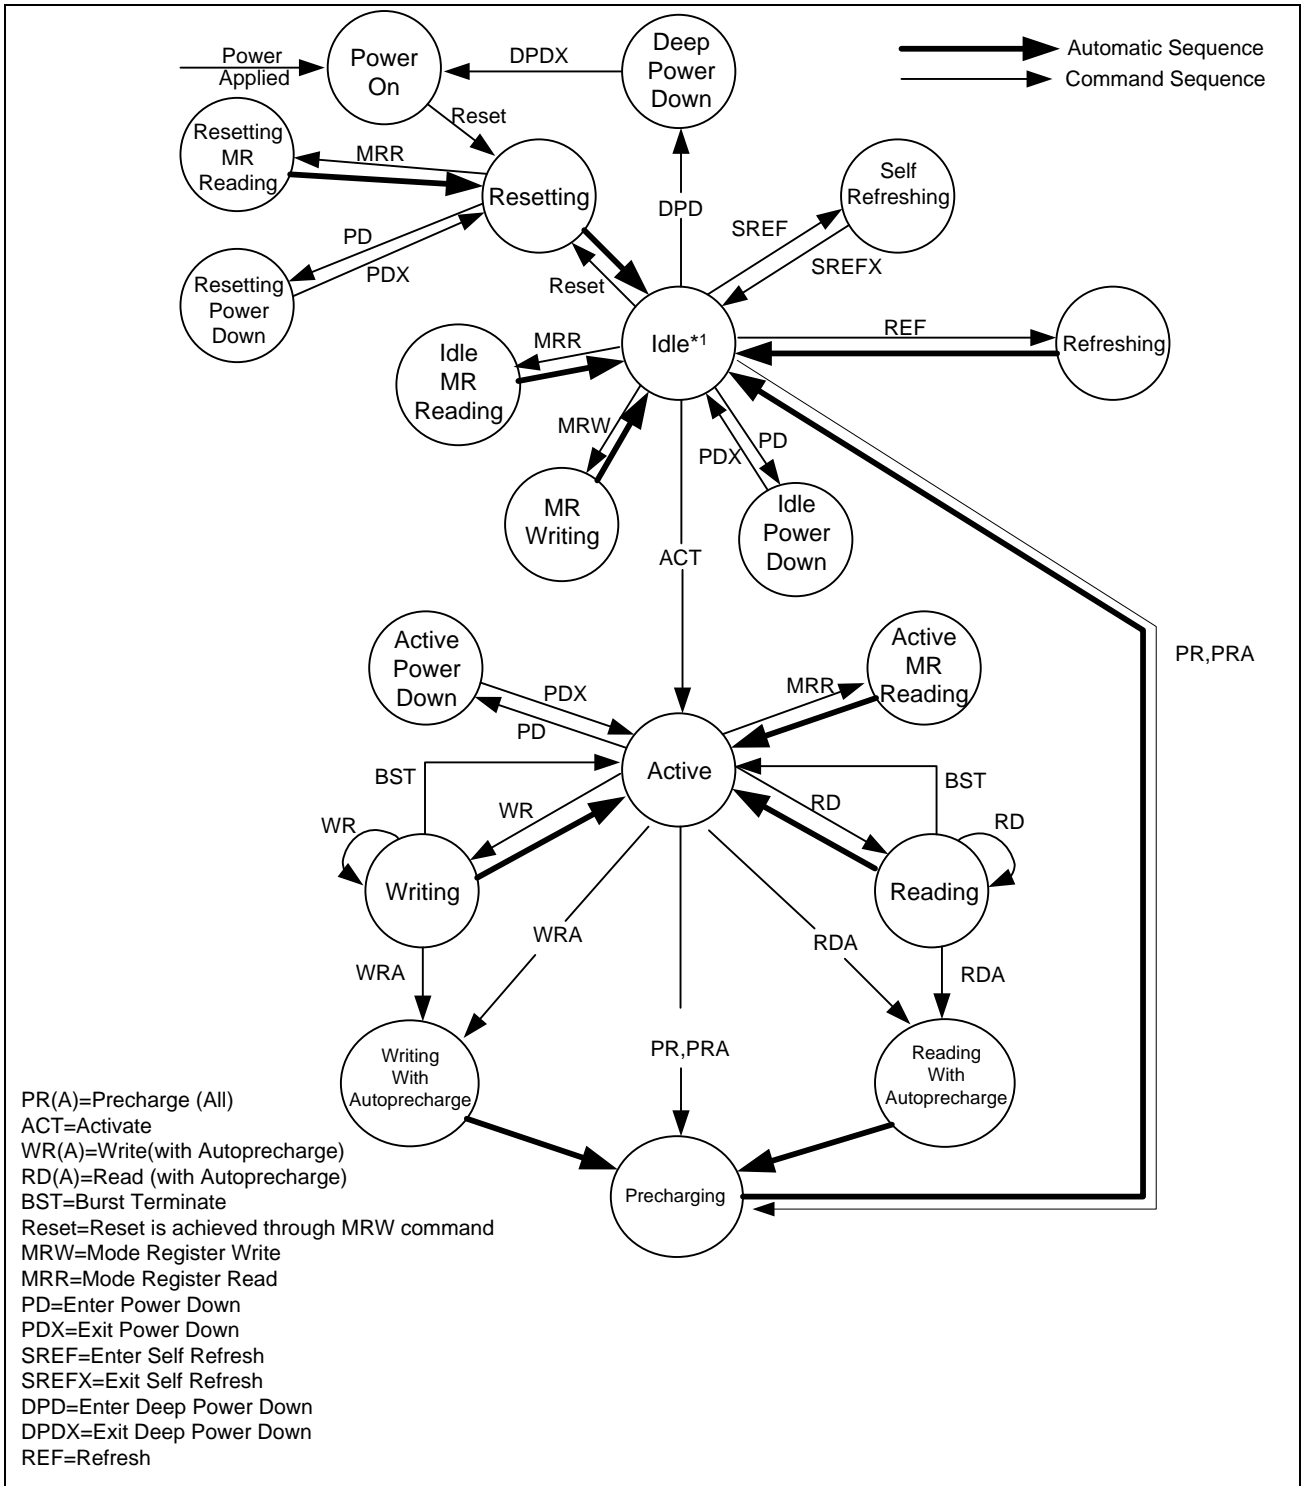 Power
Applied
Power
On
DPDX
Deep
Power
Down
Automatic Sequence
Command Sequence
Reset
Resetting
MR
Reading
MRR
Resetting
Self
Refreshing
DPD
SREF
SREFX
PD
PDX
Resetting
Power
Down
Reset
Idle*1
REF
Refreshing
Idle
MR
Reading
MRR
MRW
PD
PDX
MR
Writing
Idle
Power
Down
ACT
Active
Power
Down
PDX
PD
MRR
Active
MR
Reading
PR,PRA
Active
BST
WR
RD
BST
WR
RD
Writing
Reading
WRA
WRA
RDA
RDA
Writing
With
Autoprecharge
PR,PRA
Reading
With
Autoprecharge
Precharging
PR(A)=Precharge (All)
ACT=Activate
WR(A)=Write(with Autoprecharge)
RD(A)=Read (with Autoprecharge)
BST=Burst Terminate
Reset=Reset is achieved through MRW command
MRW=Mode Register Write
MRR=Mode Register Read
PD=Enter Power Down
PDX=Exit Power Down
SREF=Enter Self Refresh
SREFX=Exit Self Refresh
DPD=Enter Deep Power Down
DPDX=Exit Deep Power Down
REF=Refresh